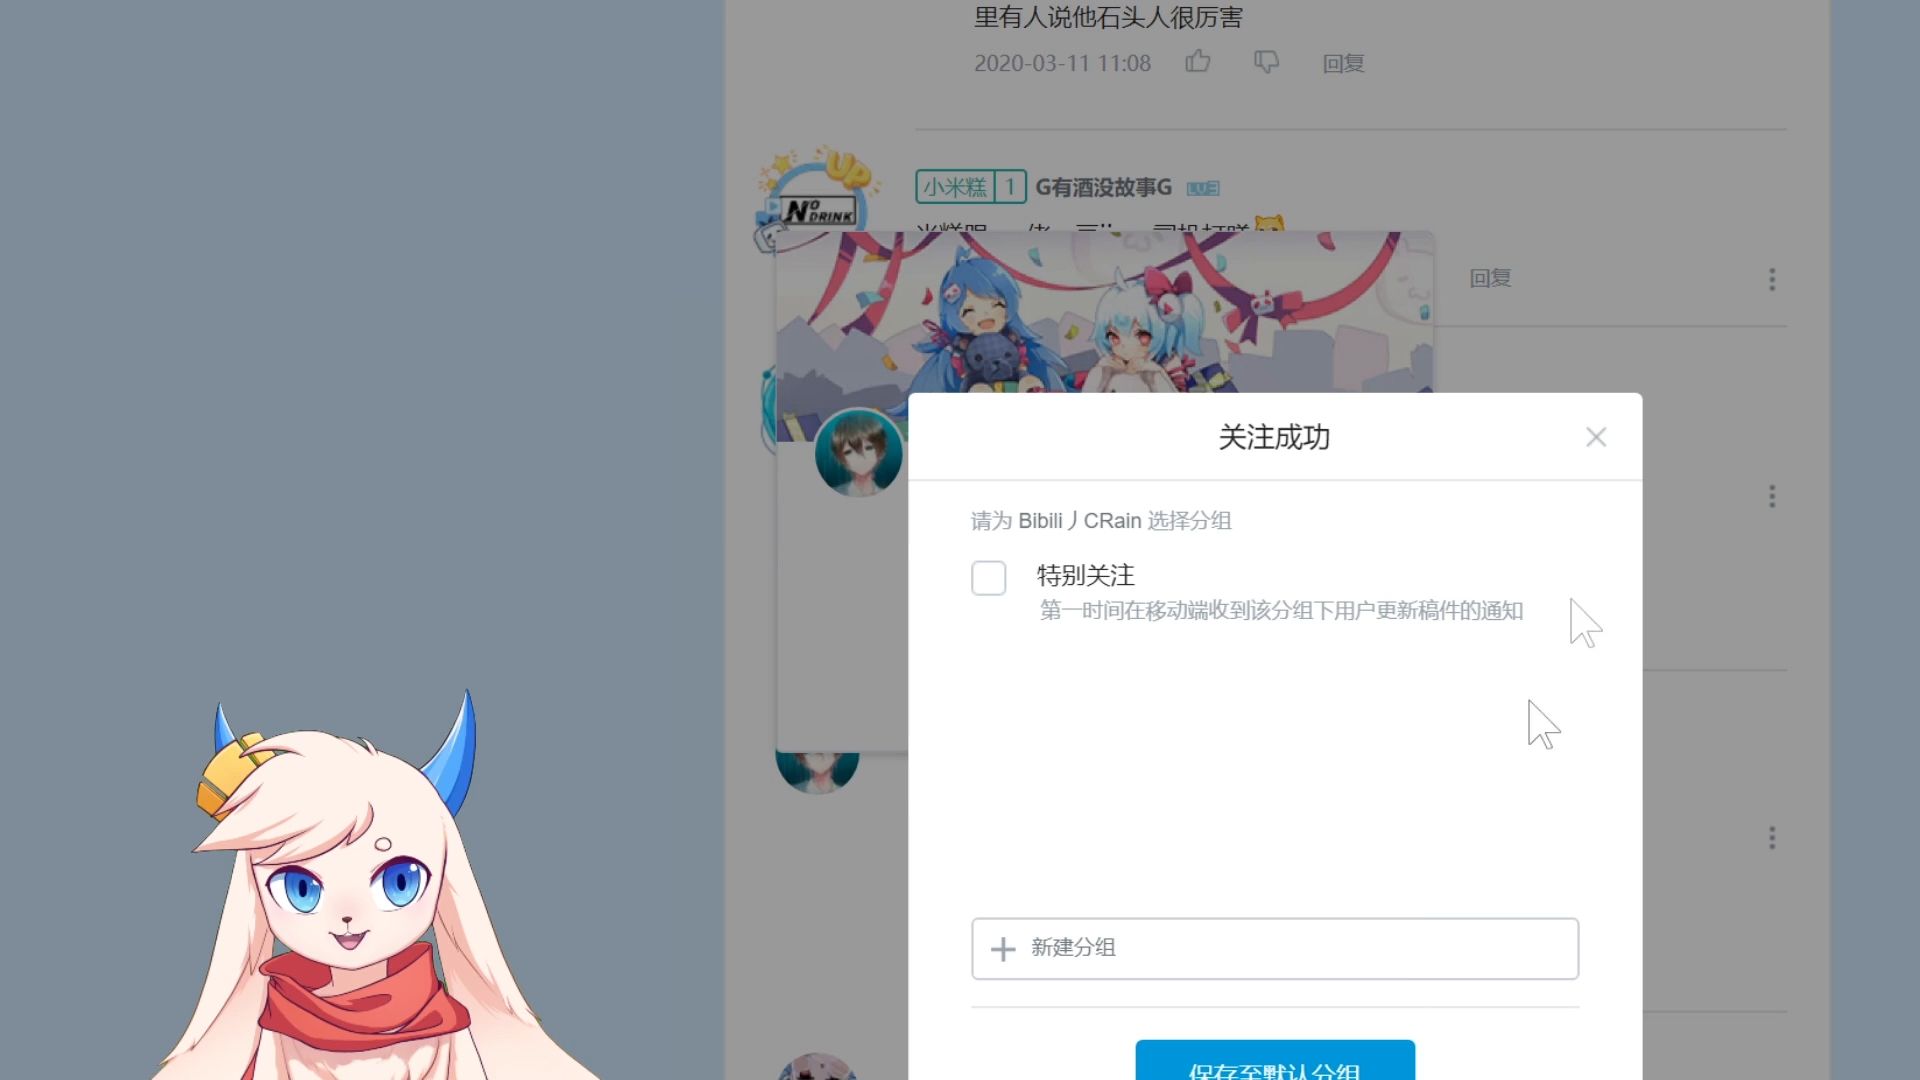 里有人说他石头人很厉害
2020-03-11 11:08 回复
UP
NO DRINK
小米糕 1 G有酒没故事G LV3
回复
关注成功
请为 Bibili丿CRain 选择分组
特别关注
第一时间在移动端收到该分组下用户更新稿件的通知
新建分组
保存至默认分组